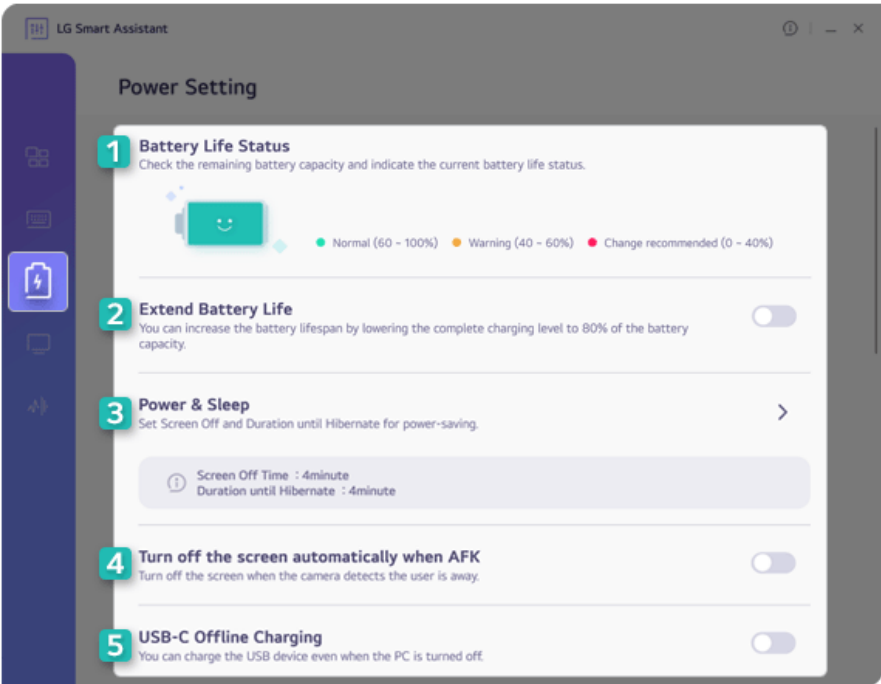 LG Smart Assistant
Power Setting
1
Battery Life Status
Check the remaining battery capacity and indicate the current battery life status.
Normal (60 ~ 100%) Warning (40 ~ 60%) Change recommended (0 ~ 40%)
2
Extend Battery Life
You can increase the battery lifespan by lowering the complete charging level to 80% of the battery
capacity.
3
Power & Sleep
Set Screen Off and Duration until Hibernate for power-saving.
Screen Off Time : 4minute
Duration until Hibernate : 4minute
4
Turn off the screen automatically when AFK
Turn off the screen when the camera detects the user is away.
5
USB-C Offline Charging
You can charge the USB device even when the PC is turned off.